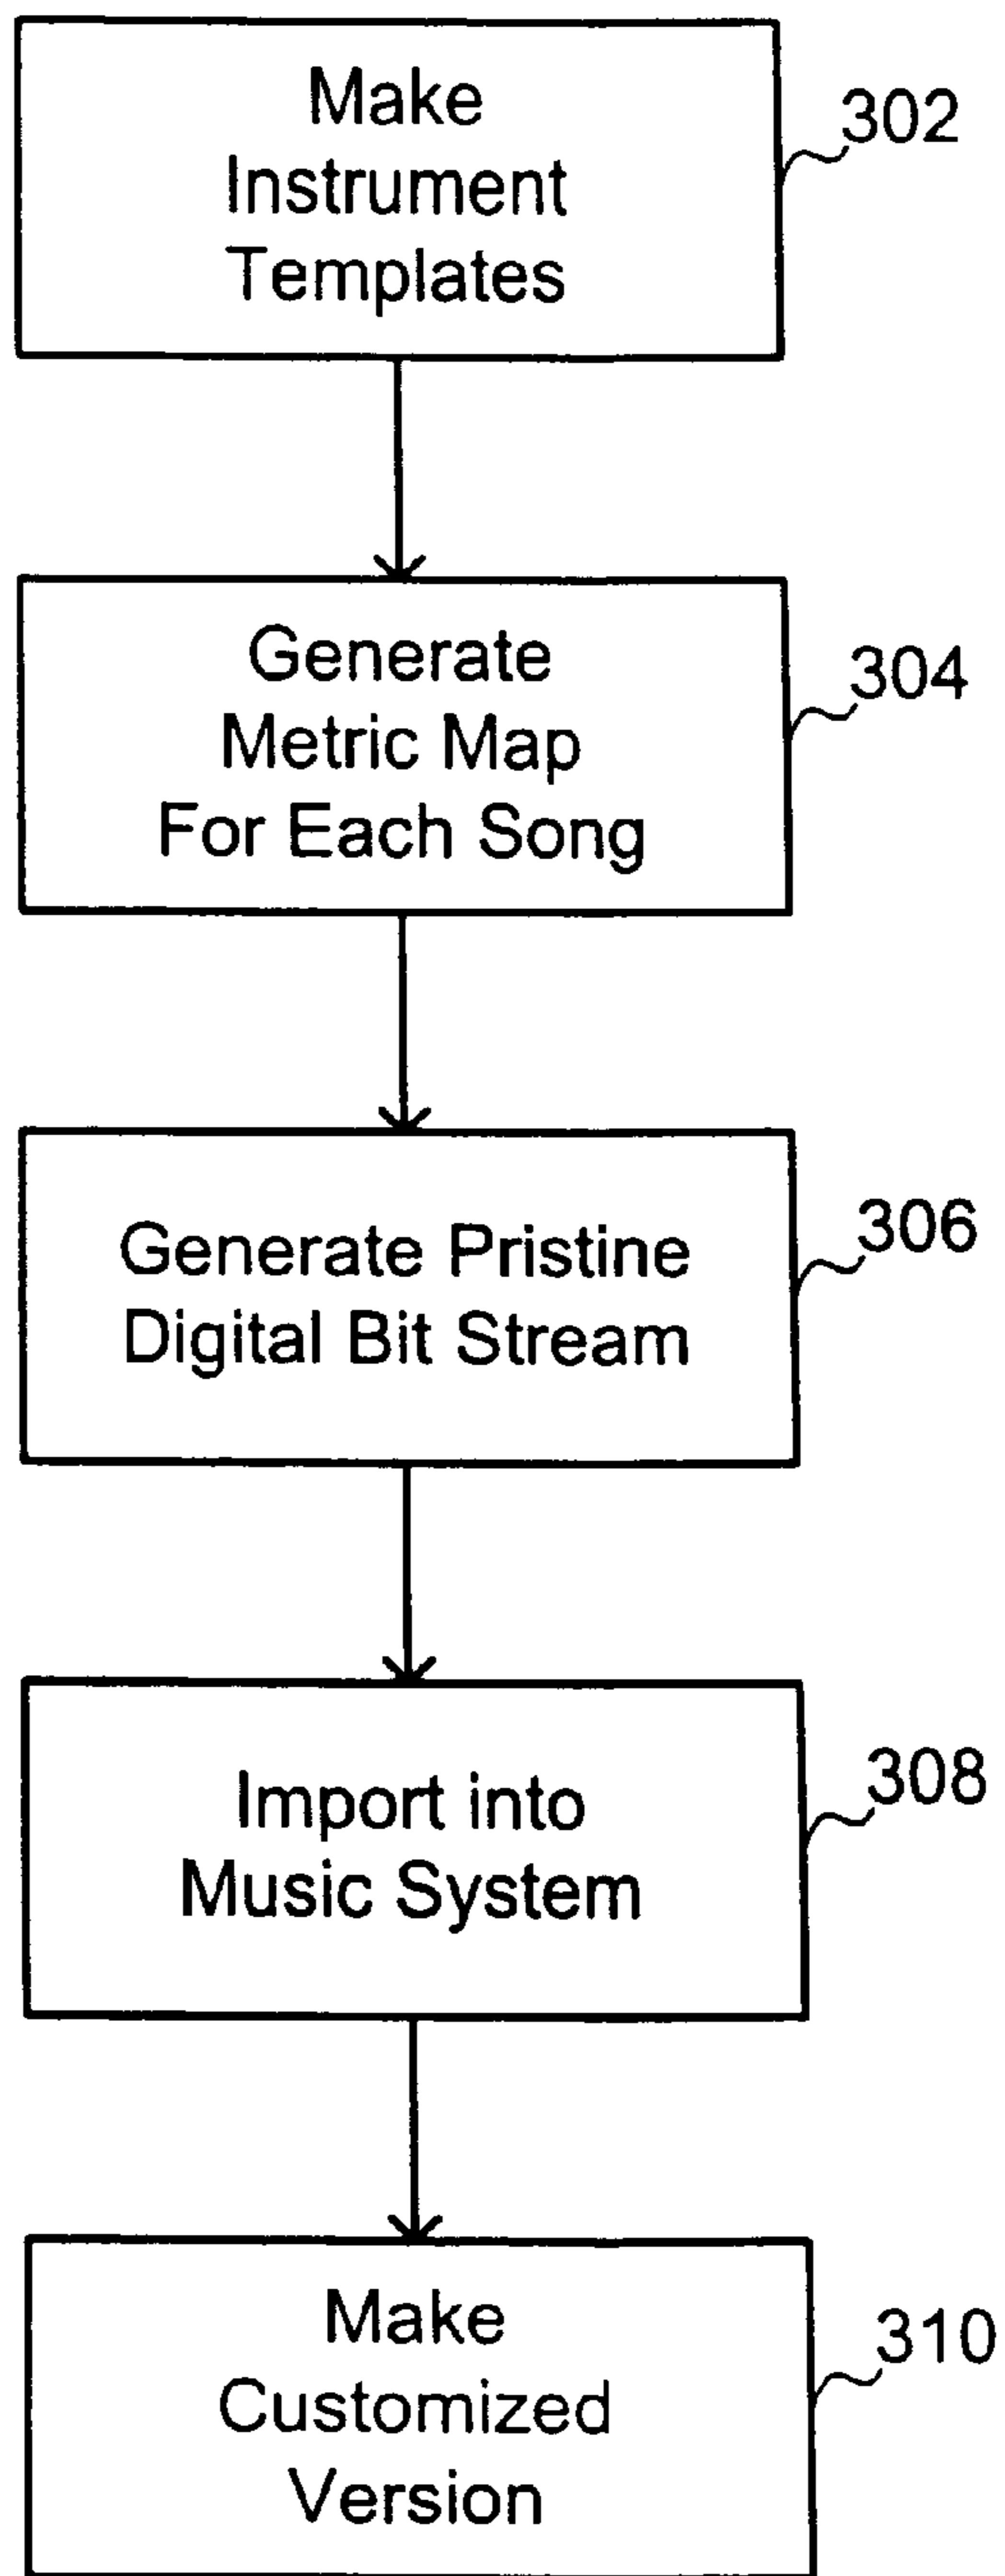 Make
Instrument
Templates
302
Generate
Metric Map
For Each Song
304
Generate Pristine
Digital Bit Stream
306
Import into
Music System
308
Make
Customized
Version
310